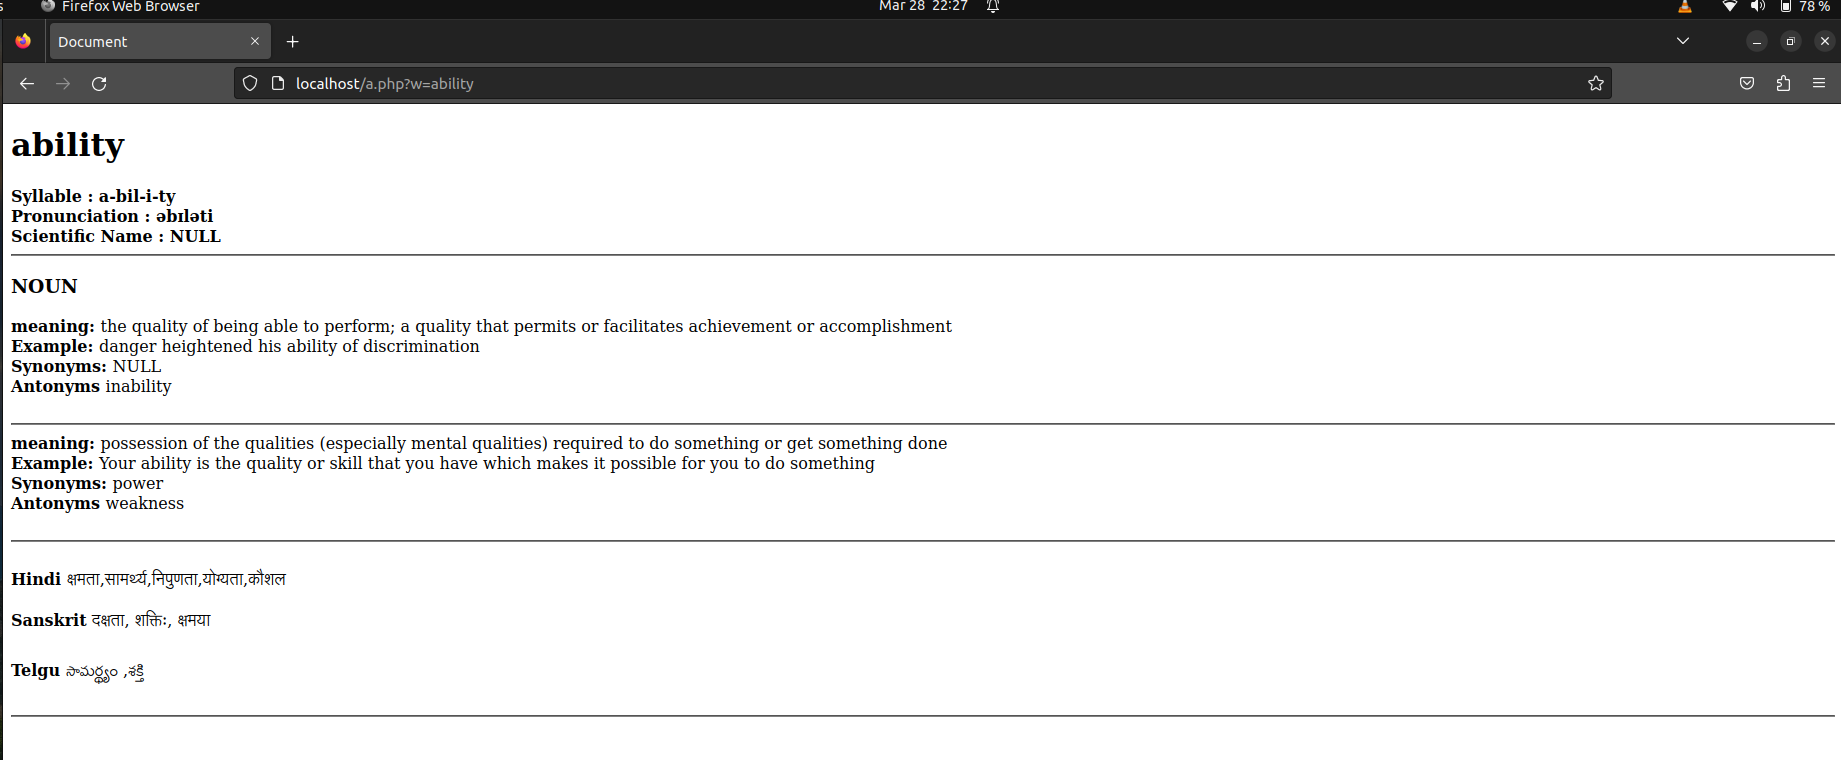 Firefox Web Browser
Mar 28 22:27
78 %
Document
localhost/a.php?w=ability
ability
Syllable : a-bil-i-ty
Pronunciation : əbɪləti
Scientific Name : NULL
NOUN
meaning: the quality of being able to perform; a quality that permits or facilitates achievement or accomplishment
Example: danger heightened his ability of discrimination
Synonyms: NULL
Antonyms inability
meaning: possession of the qualities (especially mental qualities) required to do something or get something done
Example: Your ability is the quality or skill that you have which makes it possible for you to do something
Synonyms: power
Antonyms weakness
Hindi क्षमता,सामर्थ्य,निपुणता,योग्यता,कौशल
Sanskrit दक्षता, शक्तिः, क्षमया
Telgu సామర్థ్యం ,శక్తి